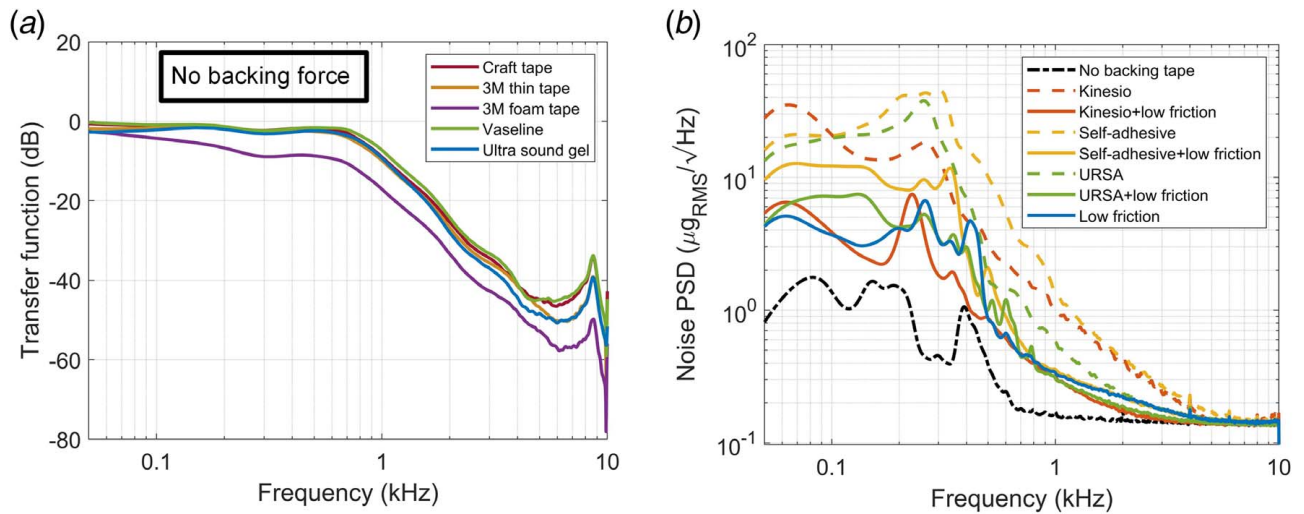 (a)
20
0
-20
-40
-60
-80
Transfer function (dB)
No backing force
Craft tape
3M thin tape
3M foam tape
Vaseline
Ultra sound gel
0.1
1
10
Frequency (kHz)
(b)
10²
10¹
10⁰
10⁻¹
Noise PSD (μg_RMS/√Hz)
No backing tape
Kinesio
Kinesio+low friction
Self-adhesive
Self-adhesive+low friction
URSA
URSA+low friction
Low friction
0.1
1
10
Frequency (kHz)